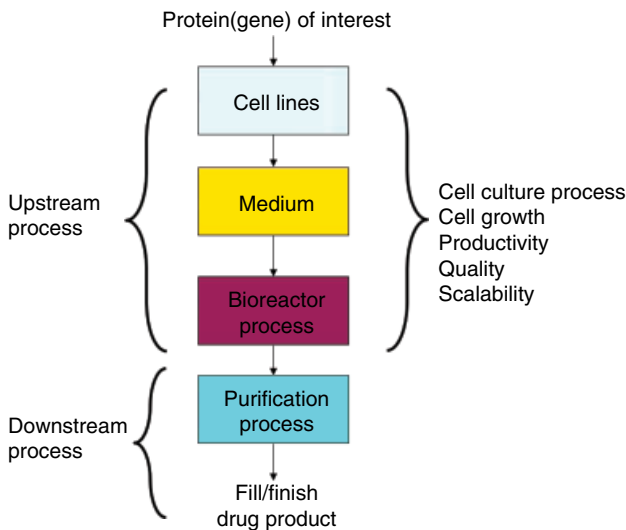 Protein(gene) of interest
Cell lines
Medium
Bioreactor
process
Upstream
process
Cell culture process
Cell growth
Productivity
Quality
Scalability
Purification
process
Downstream
process
Fill/finish
drug product